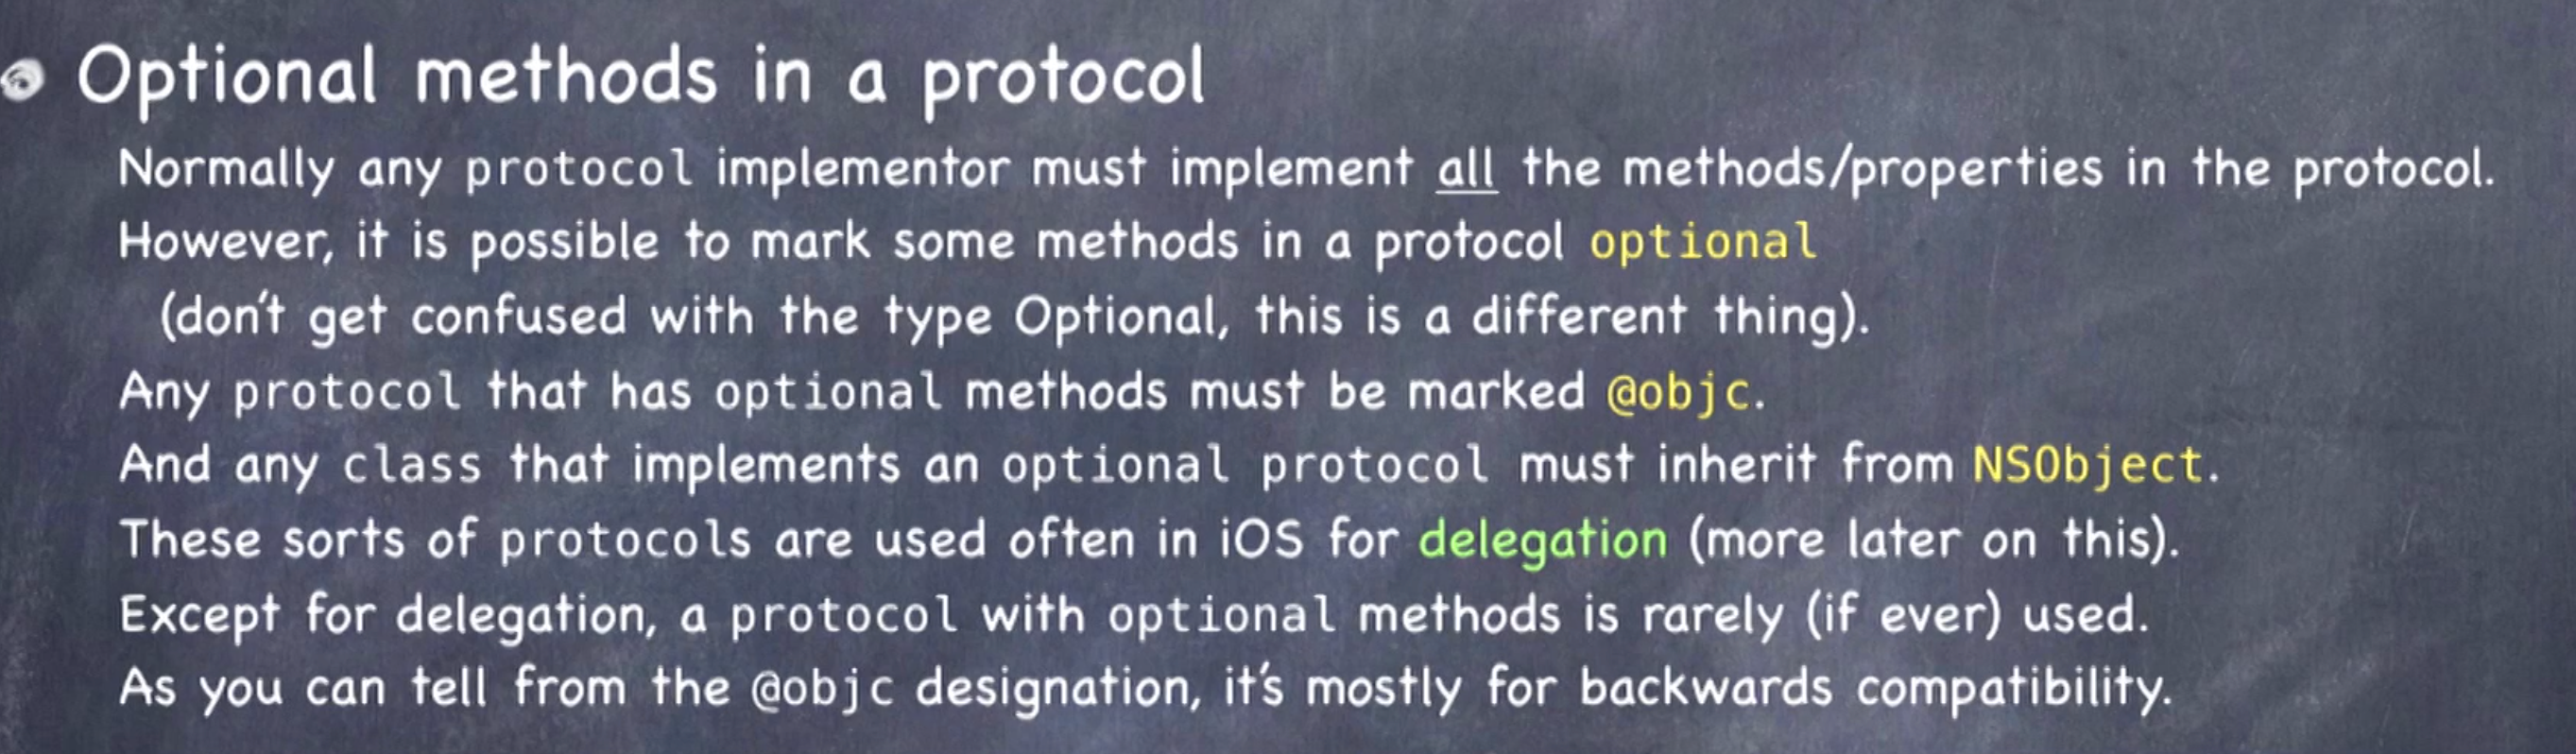 Optional methods in a protocol
Normally any protocol implementor must implement all the methods/properties in the protocol.
However, it is possible to mark some methods in a protocol optional
(don't get confused with the type Optional, this is a different thing).
Any protocol that has optional methods must be marked @objc.
And any class that implements an optional protocol must inherit from NSObject.
These sorts of protocols are used often in iOS for delegation (more later on this).
Except for delegation, a protocol with optional methods is rarely (if ever) used.
As you can tell from the @objc designation, it's mostly for backwards compatibility.